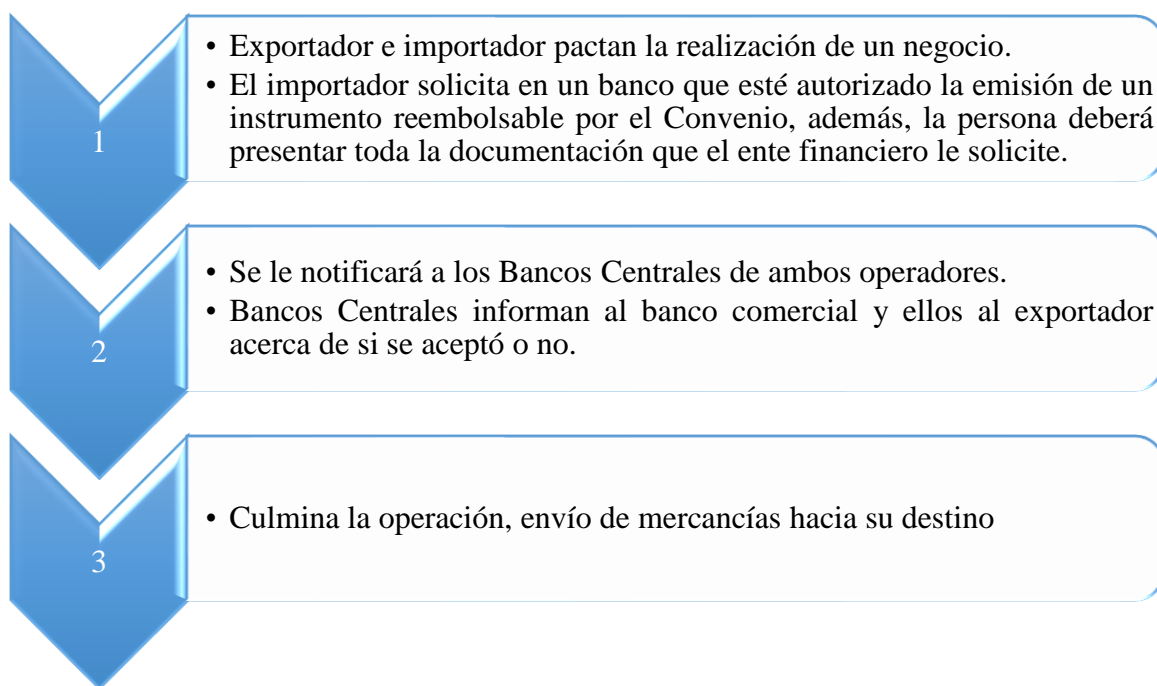 1
• Exportador e importador pactan la realización de un negocio.
• El importador solicita en un banco que esté autorizado la emisión de un
instrumento reembolsable por el Convenio, además, la persona deberá
presentar toda la documentación que el ente financiero le solicite.
2
• Se le notificará a los Bancos Centrales de ambos operadores.
• Bancos Centrales informan al banco comercial y ellos al exportador
acerca de si se aceptó o no.
3
• Culmina la operación, envío de mercancías hacia su destino